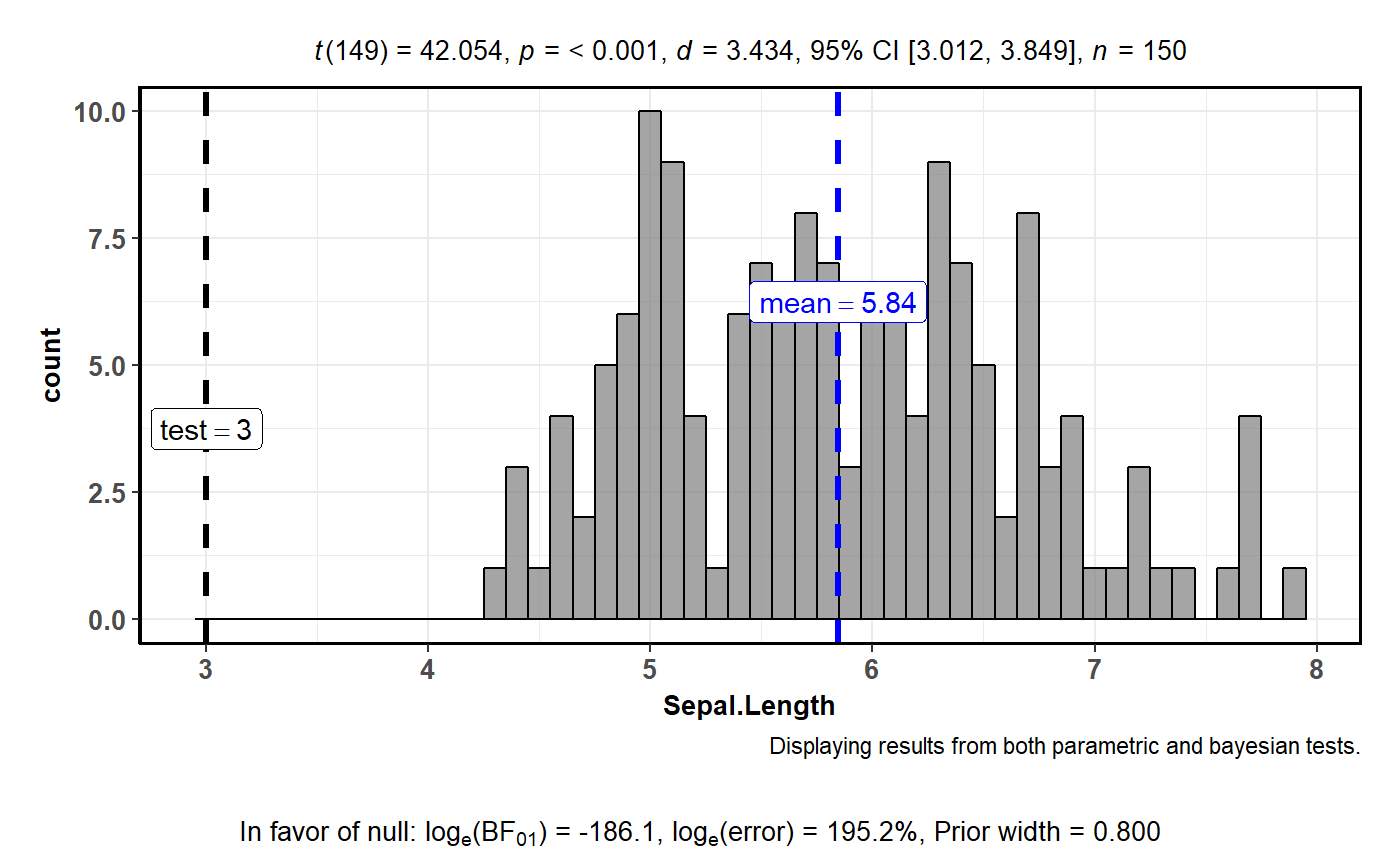 t(149) = 42.054, p = < 0.001, d = 3.434, 95% CI [3.012, 3.849], n = 150
10.0
7.5
5.0
2.5
0.0
count
mean = 5.84
test = 3
3 4 5 6 7 8
Sepal.Length
Displaying results from both parametric and bayesian tests.
In favor of null: logₑ(BF₀₁) = -186.1, logₑ(error) = 195.2%, Prior width = 0.800